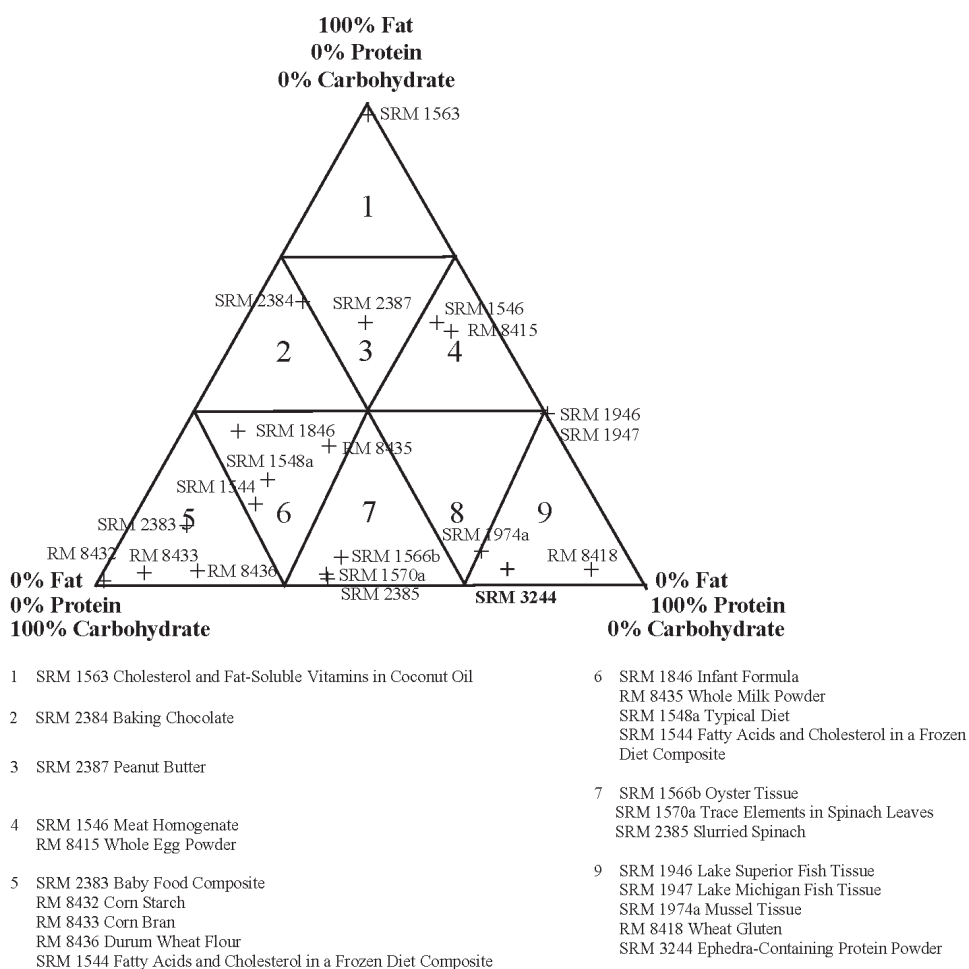 100% Fat
0% Protein
0% Carbohydrate
SRM 1563
1
SRM 2384
SRM 2387
SRM 1546
RM 8415
2
3
4
SRM 1946
SRM 1947
SRM 1846
RM 8435
SRM 1548a
SRM 1544
5
6
7
8
9
SRM 2383
SRM 1974a
RM 8432
RM 8433
RM 8436
SRM 1566b
SRM 1570a
SRM 2385
RM 8418
SRM 3244
0% Fat
0% Protein
100% Carbohydrate
0% Fat
100% Protein
0% Carbohydrate
1 SRM 1563 Cholesterol and Fat-Soluble Vitamins in Coconut Oil
2 SRM 2384 Baking Chocolate
3 SRM 2387 Peanut Butter
4 SRM 1546 Meat Homogenate
RM 8415 Whole Egg Powder
5 SRM 2383 Baby Food Composite
RM 8432 Corn Starch
RM 8433 Corn Bran
RM 8436 Durum Wheat Flour
SRM 1544 Fatty Acids and Cholesterol in a Frozen Diet Composite
6 SRM 1846 Infant Formula
RM 8435 Whole Milk Powder
SRM 1548a Typical Diet
SRM 1544 Fatty Acids and Cholesterol in a Frozen
Diet Composite
7 SRM 1566b Oyster Tissue
SRM 1570a Trace Elements in Spinach Leaves
SRM 2385 Slurried Spinach
9 SRM 1946 Lake Superior Fish Tissue
SRM 1947 Lake Michigan Fish Tissue
SRM 1974a Mussel Tissue
RM 8418 Wheat Gluten
SRM 3244 Ephedra-Containing Protein Powder